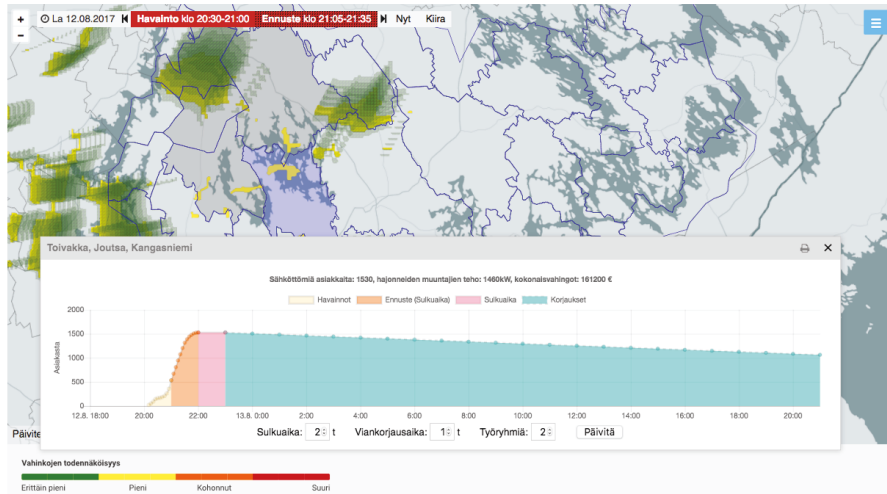 + La 12.08.2017 Havainto klo 20:30-21:00 Ennuste klo 21:05-21:35 Nyt Kiira
−
Toivakka, Joutsa, Kangasniemi
Sähköttömiä asiakkaita: 1530, hajonneiden muuntajien teho: 1460kW, kokonaisvahingot: 161200 €
Havainnot Ennuste (Sulkuaika) Sulkuaika Korjaukset
2000
1500
1000
500
0
Asiakasta
12.8. 18:00 20:00 22:00 13.8. 0:00 2:00 4:00 6:00 8:00 10:00 12:00 14:00 16:00 18:00 20:00
Sulkuaika: 2 t Viankorjausaika: 1 t Työryhmiä: 2 Päivitä
Päivite
Vahinkojen todennäköisyys
Erittäin pieni Pieni Kohonnut Suuri